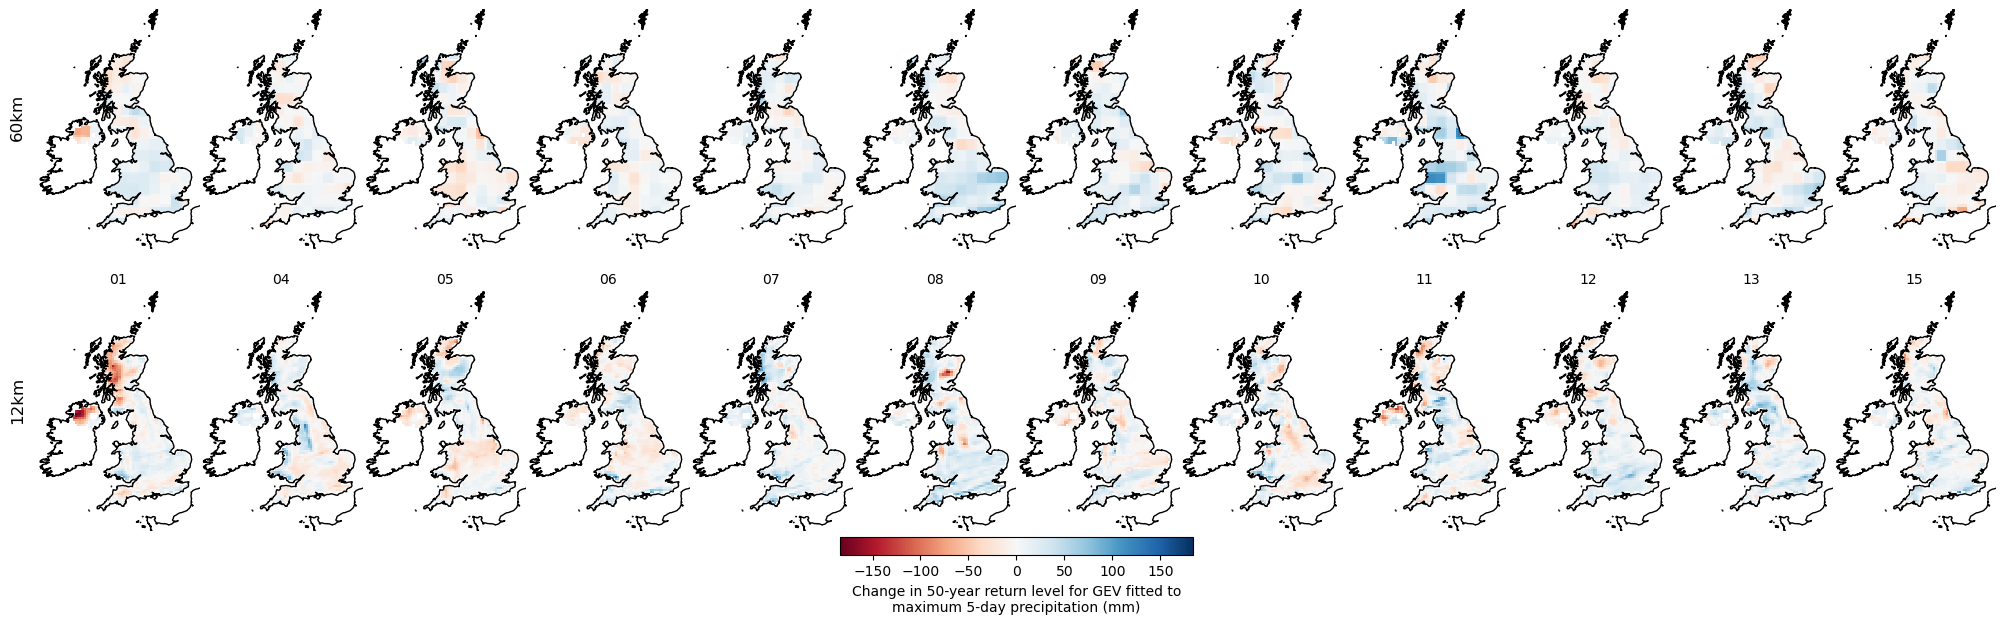 60km
01 04 05 06 07 08 09 10 11 12 13 15
12km
−150 −100 −50 0 50 100 150
Change in 50-year return level for GEV fitted to
maximum 5-day precipitation (mm)